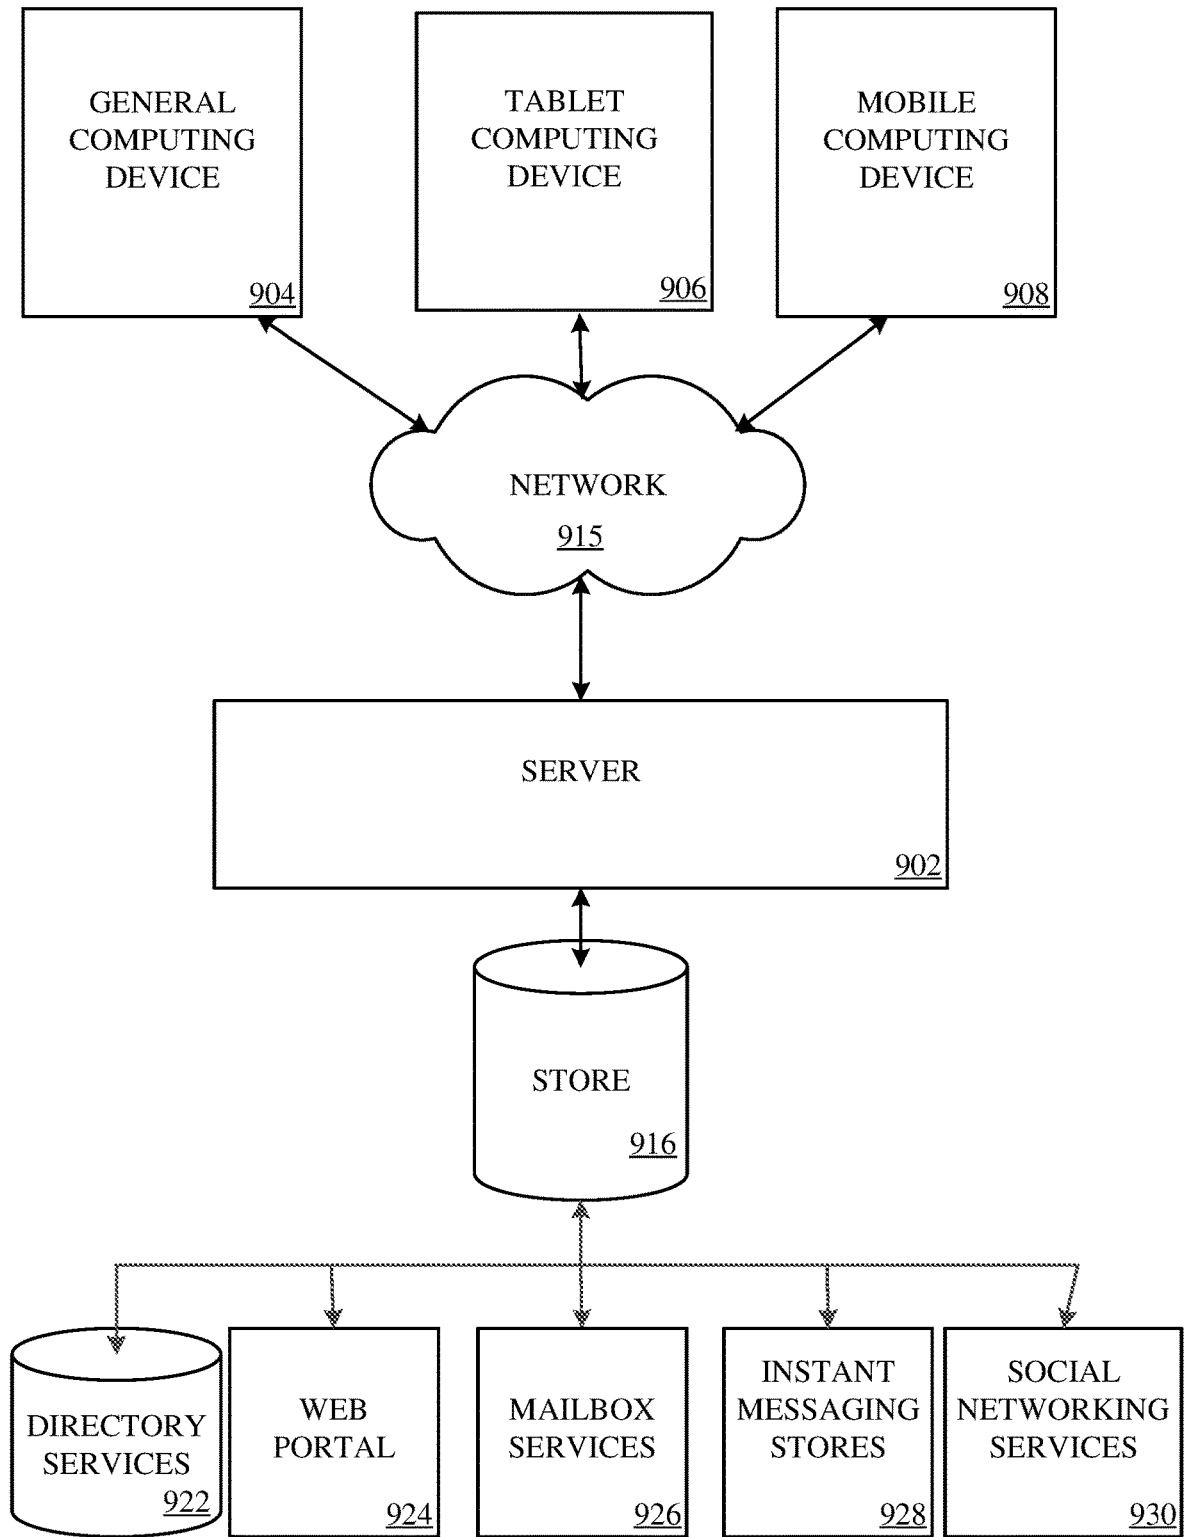 GENERAL
COMPUTING
DEVICE
904
TABLET
COMPUTING
DEVICE
906
MOBILE
COMPUTING
DEVICE
908
NETWORK
915
SERVER
902
STORE
916
DIRECTORY
SERVICES
922
WEB
PORTAL
924
MAILBOX
SERVICES
926
INSTANT
MESSAGING
STORES
928
SOCIAL
NETWORKING
SERVICES
930